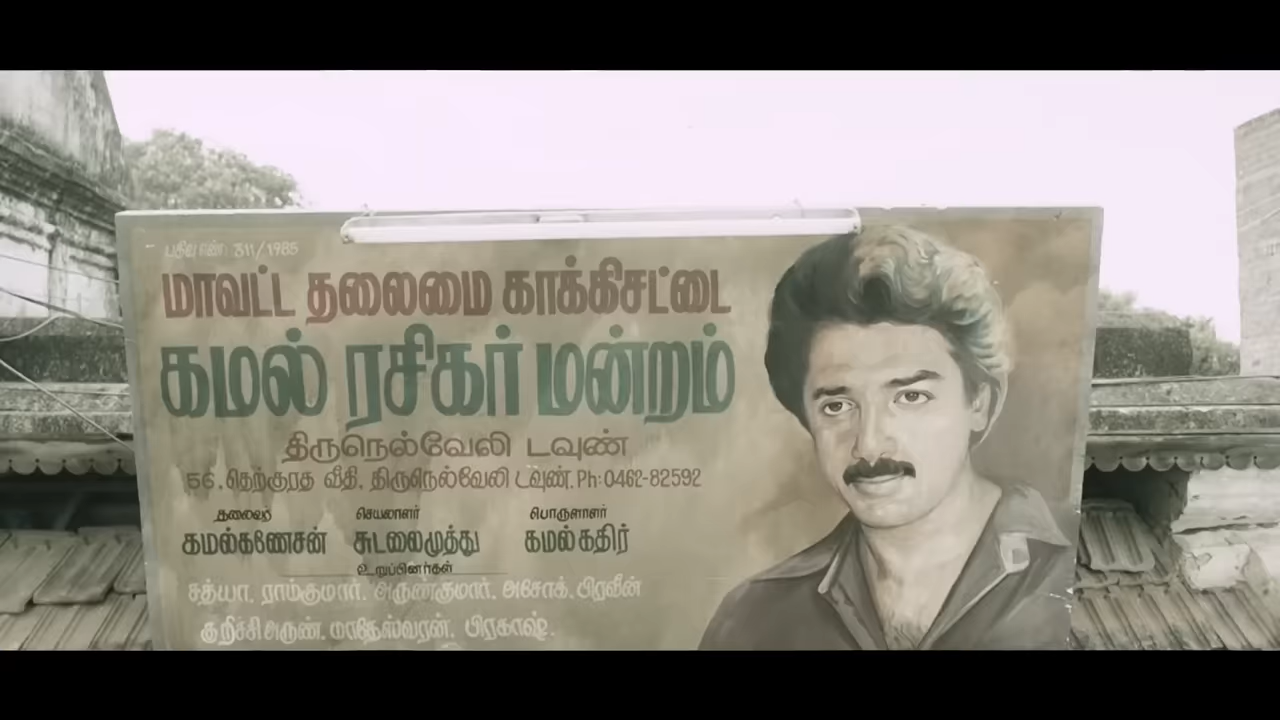 பதிவு எண்: 311/1985
மாவட்ட தலைமை காக்கிசட்டை
கமல் ரசிகர் மன்றம்
திருநெல்வேலி டவுண்
56, தெற்குரத வீதி, திருநெல்வேலி டவுண். Ph: 0462-82592
தலைவர் செயலாளர் பொருளாளர்
கமல்கணேசன் சுடலைமுத்து கமல்கதிர்
உறுப்பினர்கள்
சத்யா, ராம்குமார், அருண்குமார், அசோக், பிரவீன்
குறிச்சி அருண், மாதேஸ்வரன், பிரகாஷ்.